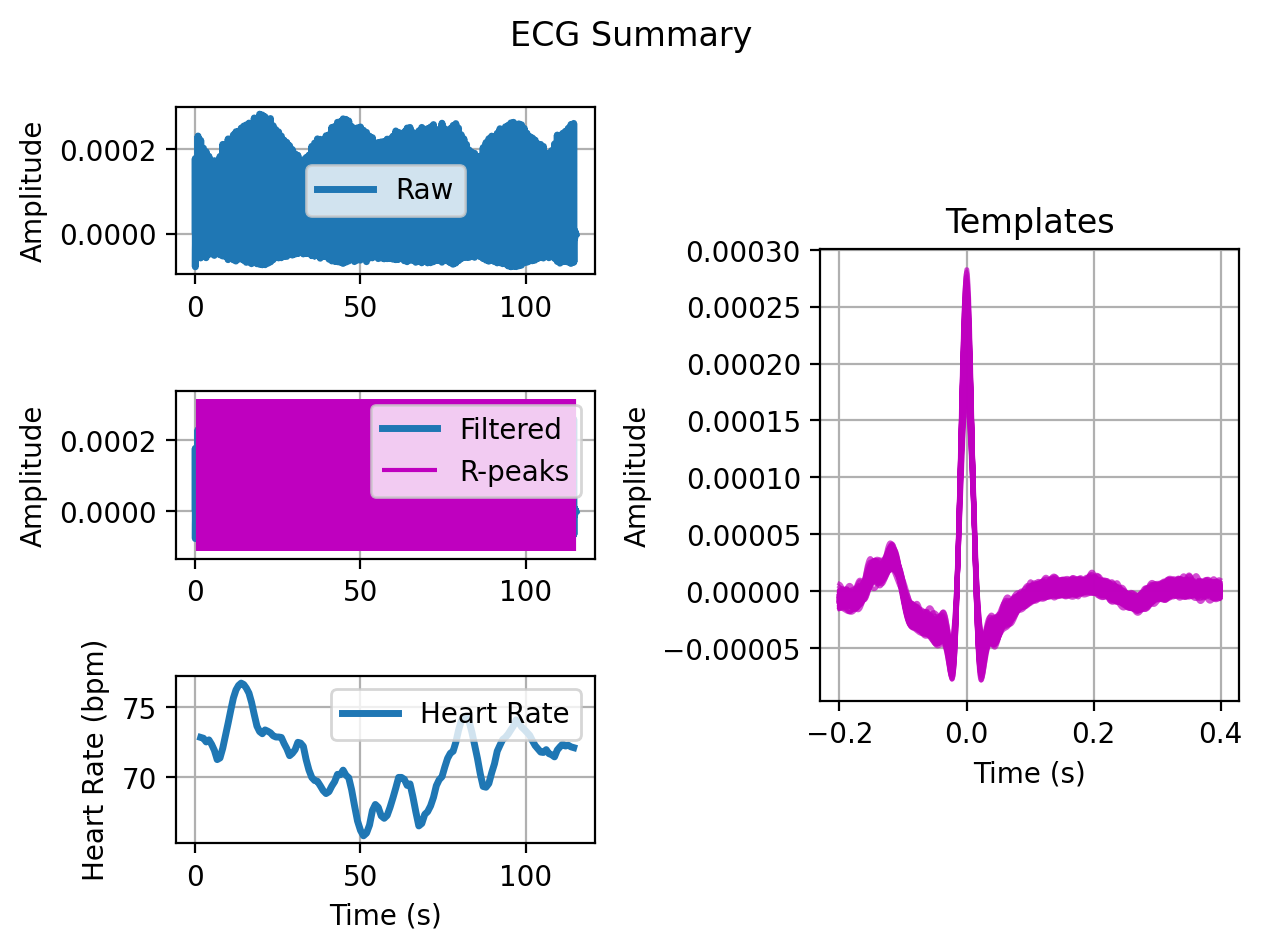 ECG Summary
Amplitude
0.0002
0.0000
Raw
0
50
100
Amplitude
0.0002
0.0000
Filtered
R-peaks
0
50
100
Heart Rate (bpm)
75
70
Heart Rate
0
50
100
Time (s)
Templates
Amplitude
0.00030
0.00025
0.00020
0.00015
0.00010
0.00005
0.00000
−0.00005
−0.2
0.0
0.2
0.4
Time (s)